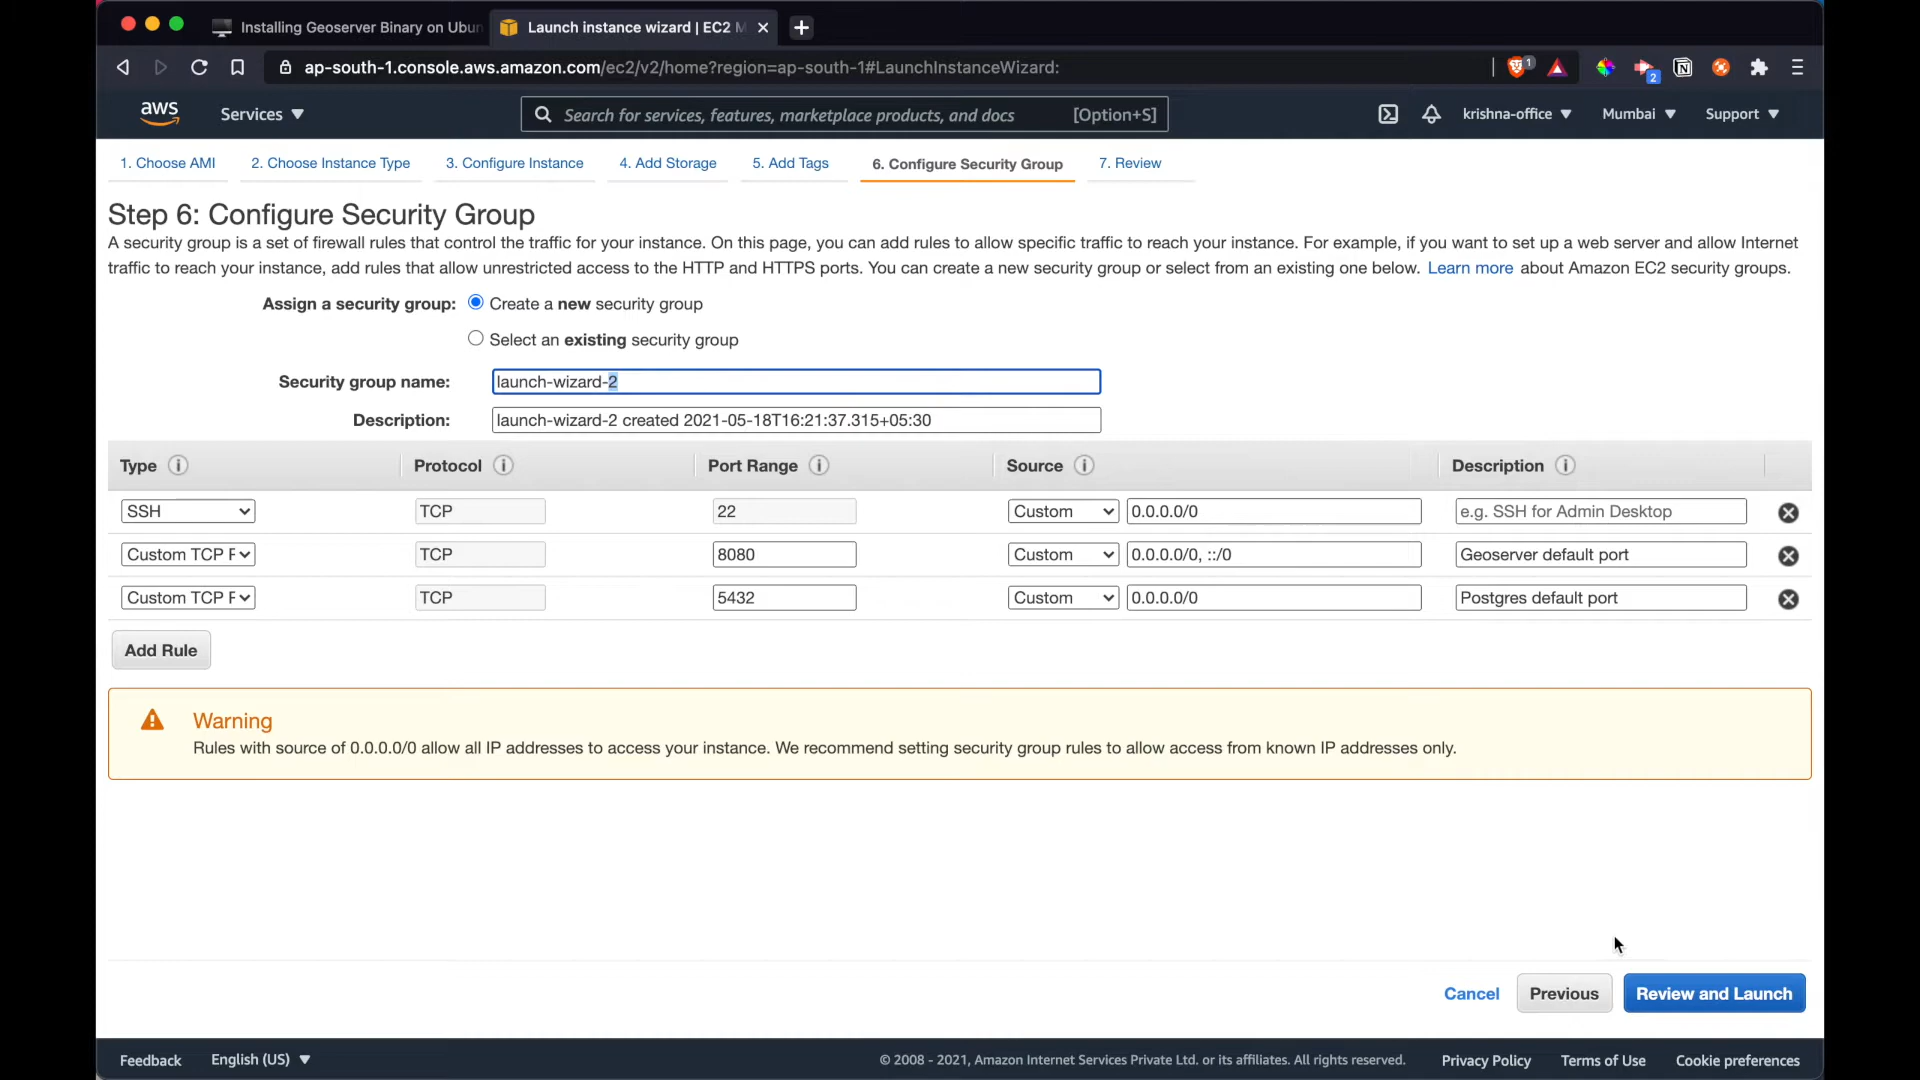 Installing Geoserver Binary on Ubun
Launch instance wizard | EC2 M
ap-south-1.console.aws.amazon.com/ec2/v2/home?region=ap-south-1#LaunchInstanceWizard:
1
2
aws
Services
Search for services, features, marketplace products, and docs [Option+S]
krishna-office
Mumbai
Support
1. Choose AMI
2. Choose Instance Type
3. Configure Instance
4. Add Storage
5. Add Tags
6. Configure Security Group
7. Review
Step 6: Configure Security Group
A security group is a set of firewall rules that control the traffic for your instance. On this page, you can add rules to allow specific traffic to reach your instance. For example, if you want to set up a web server and allow Internet
traffic to reach your instance, add rules that allow unrestricted access to the HTTP and HTTPS ports. You can create a new security group or select from an existing one below. Learn more about Amazon EC2 security groups.
Assign a security group: Create a new security group
Select an existing security group
Security group name: launch-wizard-2
Description: launch-wizard-2 created 2021-05-18T16:21:37.315+05:30
Type i Protocol i Port Range i Source i Description i
SSH TCP 22 Custom 0.0.0.0/0 e.g. SSH for Admin Desktop
Custom TCP F TCP 8080 Custom 0.0.0.0/0, ::/0 Geoserver default port
Custom TCP F TCP 5432 Custom 0.0.0.0/0 Postgres default port
Add Rule
Warning
Rules with source of 0.0.0.0/0 allow all IP addresses to access your instance. We recommend setting security group rules to allow access from known IP addresses only.
Cancel
Previous
Review and Launch
Feedback
English (US)
© 2008 - 2021, Amazon Internet Services Private Ltd. or its affiliates. All rights reserved.
Privacy Policy
Terms of Use
Cookie preferences